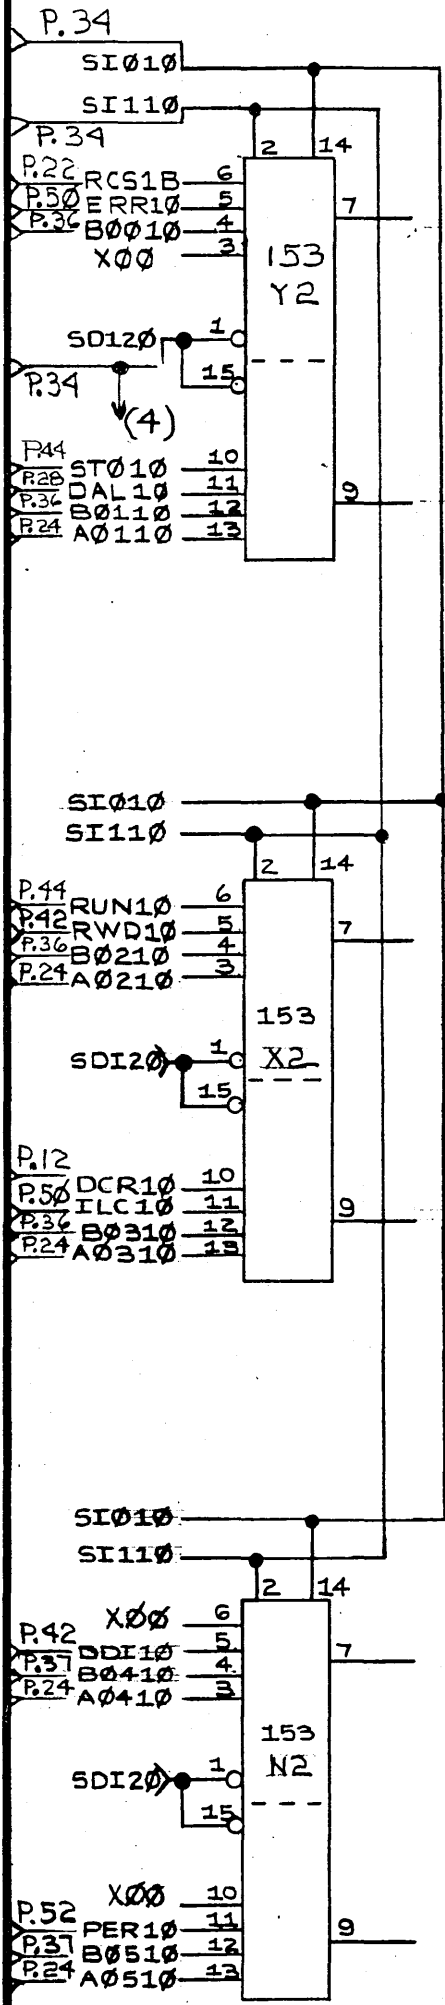 P.34
SIØ1Ø
SI11Ø
P.34
2 14
P.22 RCS1B 6
P.5Ø ERR1Ø 5
P.36 BØØ1Ø 4
XØØ 3
7
153
Y2
SD12Ø 1
15
P.34
(4)
P.44 STØ1Ø 10
P.28 DAL1Ø 11
P.36 BØ11Ø 12
P.24 AØ11Ø 13
9
SIØ1Ø
SI11Ø
2 14
P.44 RUN1Ø 6
P.42 RWD1Ø 5
P.36 BØ21Ø 4
P.24 AØ21Ø 3
7
153
X2
SDI2Ø 1
15
P.12 DCR1Ø 10
P.5Ø ILC1Ø 11
P.36 BØ31Ø 12
P.24 AØ31Ø 13
9
SIØ1Ø
SI11Ø
2 14
XØØ 6
P.42 DDI1Ø 5
P.37 BØ41Ø 4
P.24 AØ41Ø 3
7
153
N2
SDI2Ø 1
15
XØØ 10
P.52 PER1Ø 11
P.37 BØ51Ø 12
P.24 AØ51Ø 13
9